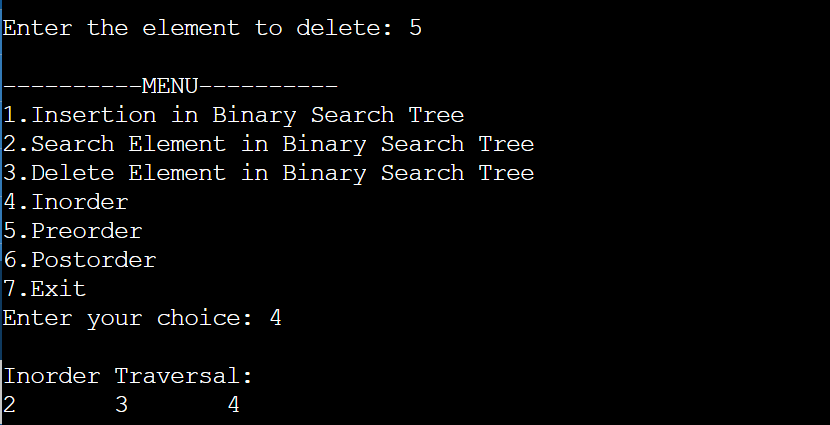 Enter the element to delete: 5
----------MENU----------
1.Insertion in Binary Search Tree
2.Search Element in Binary Search Tree
3.Delete Element in Binary Search Tree
4.Inorder
5.Preorder
6.Postorder
7.Exit
Enter your choice: 4
Inorder Traversal:
2 3 4